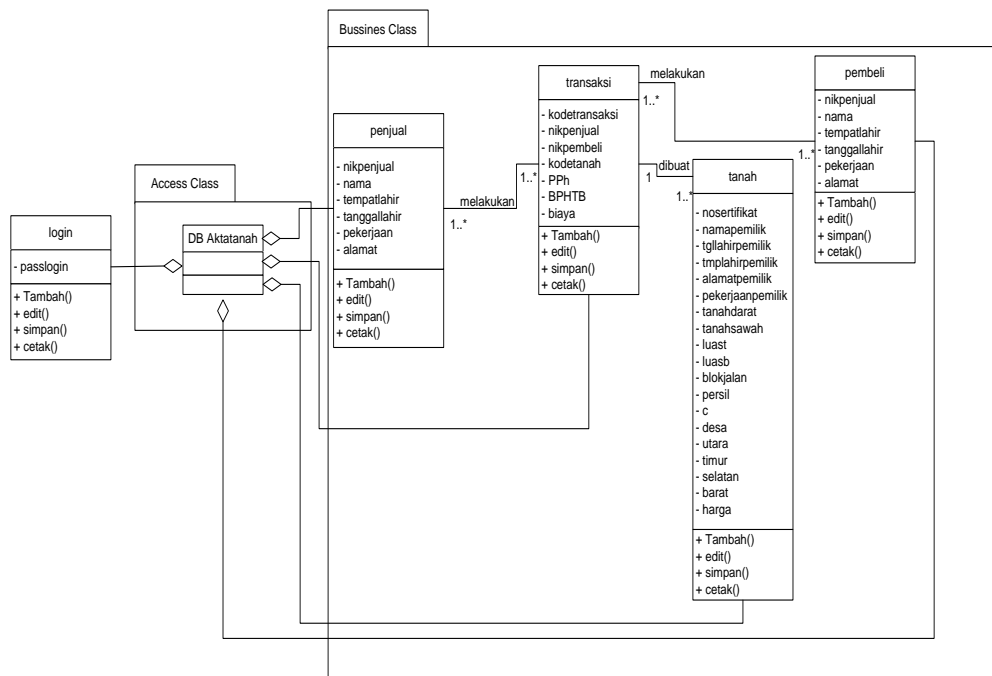 Bussines Class
Access Class
login
- passlogin
+ Tambah()
+ edit()
+ simpan()
+ cetak()
DB Aktatanah
penjual
- nikpenjual
- nama
- tempatlahir
- tanggallahir
- pekerjaan
- alamat
+ Tambah()
+ edit()
+ simpan()
+ cetak()
melakukan
1..*
1..*
transaksi
- kodetransaksi
- nikpenjual
- nikpembeli
- kodetanah
- PPh
- BPHTB
- biaya
+ Tambah()
+ edit()
+ simpan()
+ cetak()
melakukan
1..*
1..*
dibuat
1
1..*
tanah
- nosertifikat
- namapemilik
- tgllahirpemilik
- tmplahirpemilik
- alamatpemilik
- pekerjaanpemilik
- tanahdarat
- tanahsawah
- luast
- luasb
- blokjalan
- persil
- c
- desa
- utara
- timur
- selatan
- barat
- harga
+ Tambah()
+ edit()
+ simpan()
+ cetak()
pembeli
- nikpenjual
- nama
- tempatlahir
- tanggallahir
- pekerjaan
- alamat
+ Tambah()
+ edit()
+ simpan()
+ cetak()